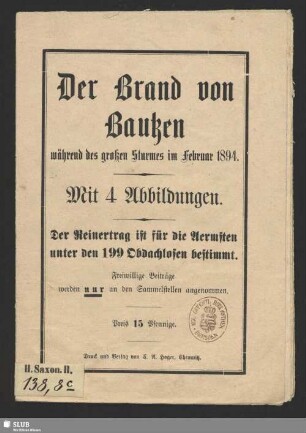 Der Brand von
Bautzen
während des großen Sturmes im Februar 1894.
Mit 4 Abbildungen.
Der Reinertrag ist für die Aermsten
unter den 199 Obdachlosen bestimmt.
Freiwillige Beiträge
werden nur an den Sammelstellen angenommen.
Preis 15 Pfennige.
Druck und Verlag von C. A. Hager, Chemnitz.
H. Saxon. H.
138, 8c
SLUB